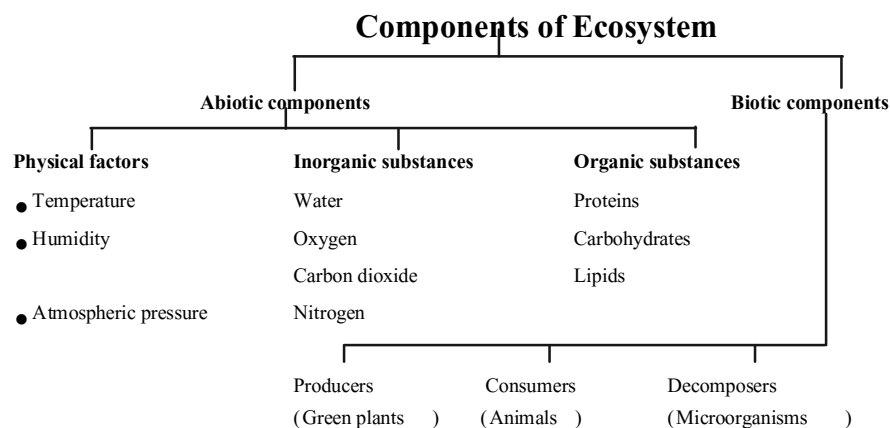 Components of Ecosystem
Abiotic components Biotic components
Physical factors Inorganic substances Organic substances
● Temperature Water Proteins
● Humidity Oxygen Carbohydrates
Carbon dioxide Lipids
● Atmospheric pressure Nitrogen
Producers Consumers Decomposers
(Green plants ) (Animals ) (Microorganisms )